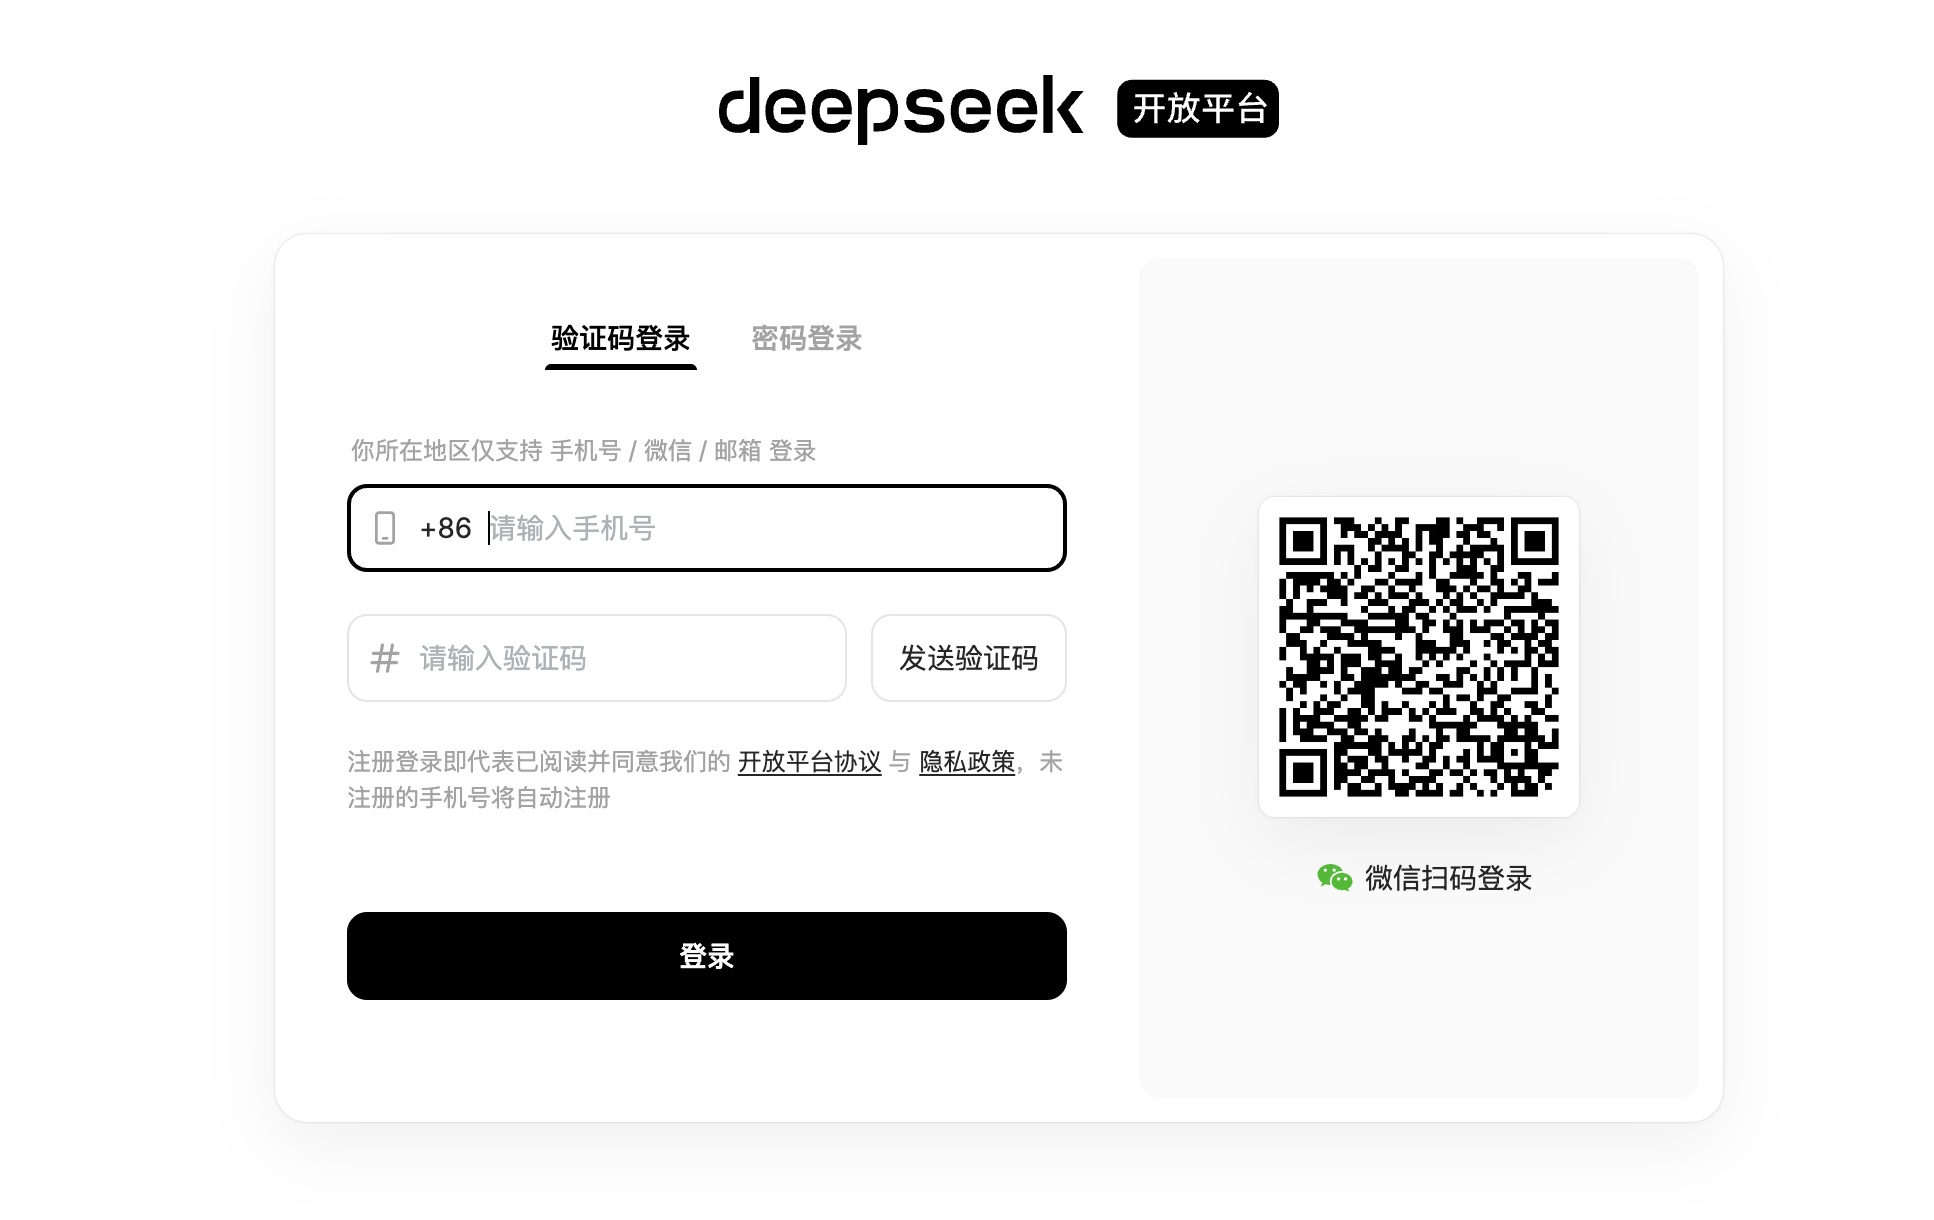 deepseek 开放平台
验证码登录 密码登录
你所在地区仅支持 手机号 / 微信 / 邮箱 登录
+86 请输入手机号
# 请输入验证码 发送验证码
注册登录即代表已阅读并同意我们的 开放平台协议 与 隐私政策，未
注册的手机号将自动注册
登录
微信扫码登录